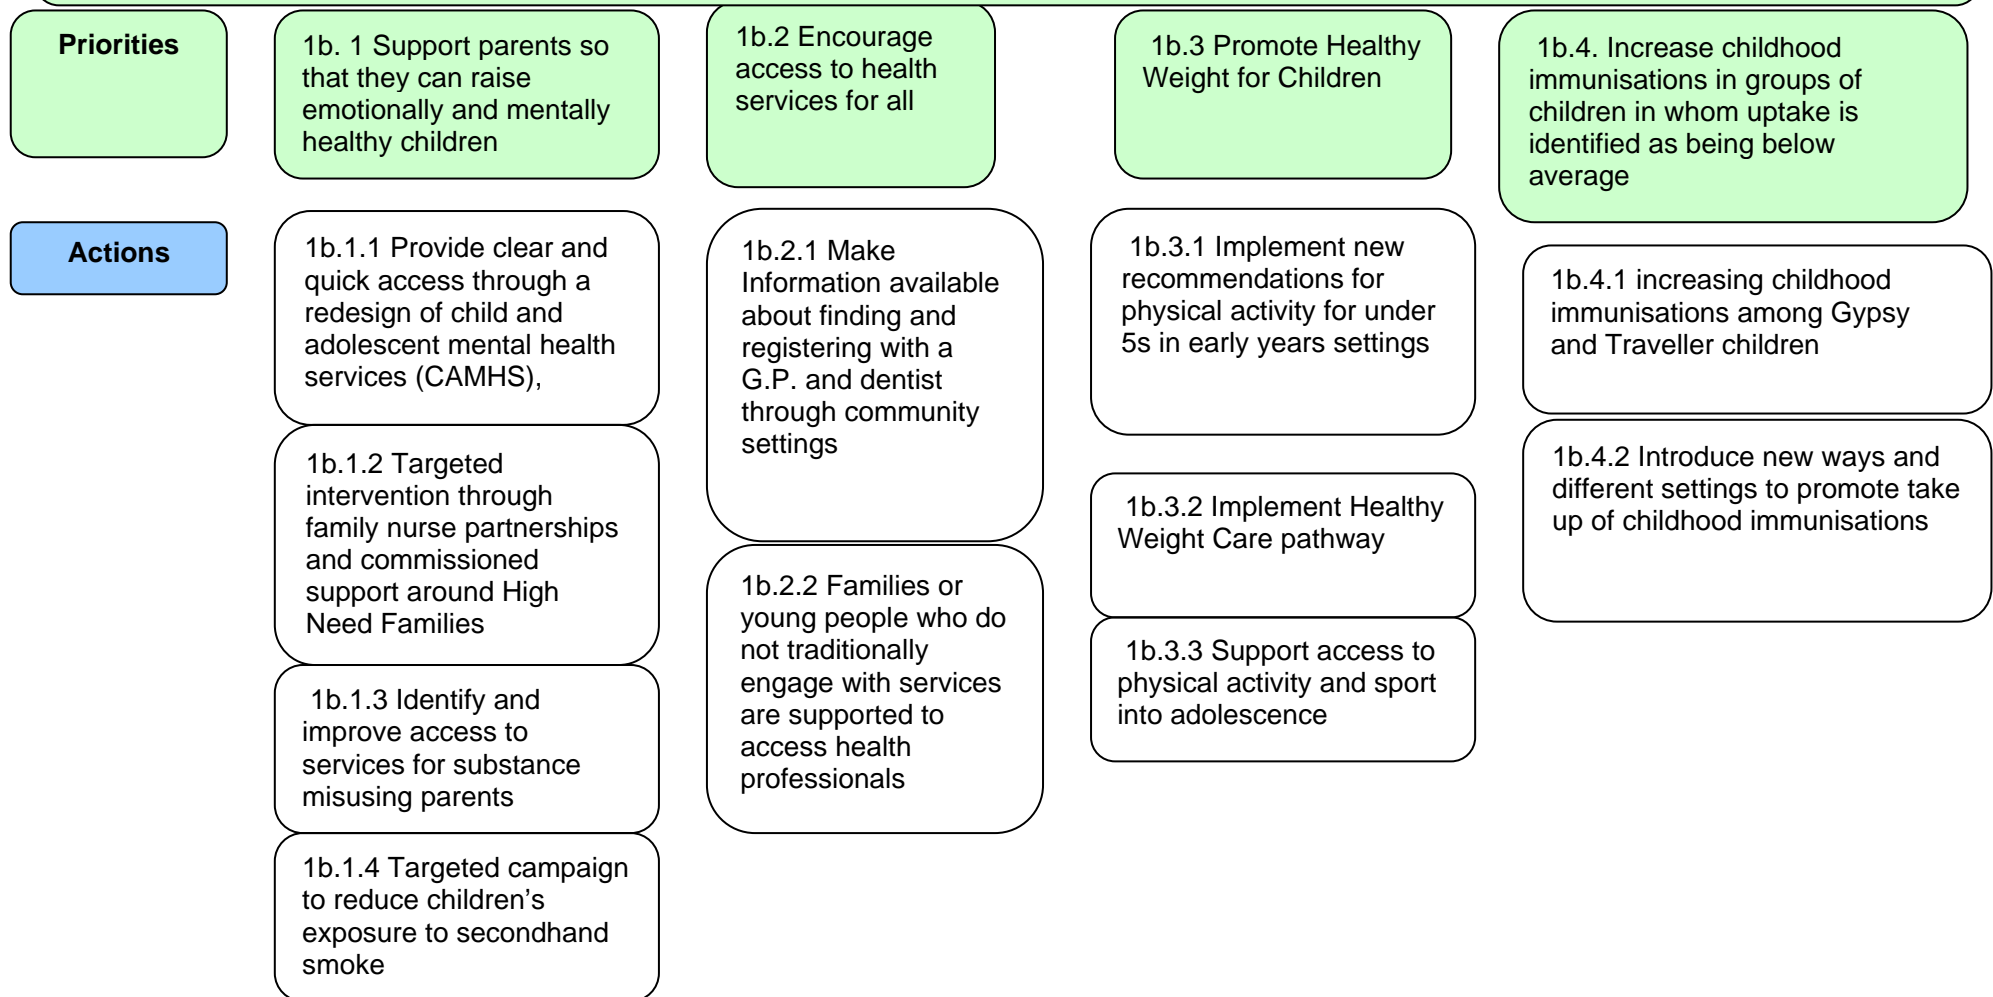 Priorities
1b. 1 Support parents so
that they can raise
emotionally and mentally
healthy children
1b.2 Encourage
access to health
services for all
1b.3 Promote Healthy
Weight for Children
1b.4. Increase childhood
immunisations in groups of
children in whom uptake is
identified as being below
average
Actions
1b.1.1 Provide clear and
quick access through a
redesign of child and
adolescent mental health
services (CAMHS),
1b.1.2 Targeted
intervention through
family nurse partnerships
and commissioned
support around High
Need Families
1b.1.3 Identify and
improve access to
services for substance
misusing parents
1b.1.4 Targeted campaign
to reduce children’s
exposure to secondhand
smoke
1b.2.1 Make
Information available
about finding and
registering with a
G.P. and dentist
through community
settings
1b.2.2 Families or
young people who do
not traditionally
engage with services
are supported to
access health
professionals
1b.3.1 Implement new
recommendations for
physical activity for under
5s in early years settings
1b.3.2 Implement Healthy
Weight Care pathway
1b.3.3 Support access to
physical activity and sport
into adolescence
1b.4.1 increasing childhood
immunisations among Gypsy
and Traveller children
1b.4.2 Introduce new ways and
different settings to promote take
up of childhood immunisations